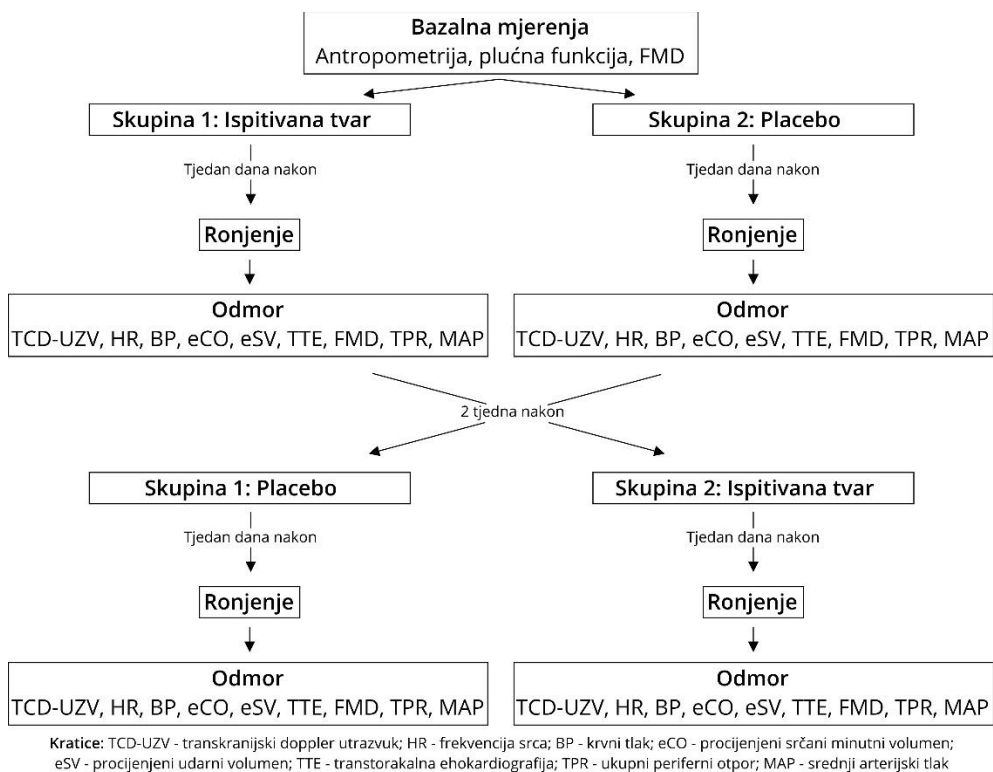 Bazalna mjerenja
Antropometrija, plućna funkcija, FMD
Skupina 1: Ispitivana tvar
Skupina 2: Placebo
Tjedan dana nakon
Tjedan dana nakon
Ronjenje
Ronjenje
Odmor
TCD-UZV, HR, BP, eCO, eSV, TTE, FMD, TPR, MAP
Odmor
TCD-UZV, HR, BP, eCO, eSV, TTE, FMD, TPR, MAP
2 tjedna nakon
Skupina 1: Placebo
Skupina 2: Ispitivana tvar
Tjedan dana nakon
Tjedan dana nakon
Ronjenje
Ronjenje
Odmor
TCD-UZV, HR, BP, eCO, eSV, TTE, FMD, TPR, MAP
Odmor
TCD-UZV, HR, BP, eCO, eSV, TTE, FMD, TPR, MAP
Kratice: TCD-UZV - transkranijski doppler utrazvuk; HR - frekvencija srca; BP - krvni tlak; eCO - procijenjeni srčani minutni volumen;
eSV - procijenjeni udarni volumen; TTE - transtorakalna ehokardiografija; TPR - ukupni periferni otpor; MAP - srednji arterijski tlak